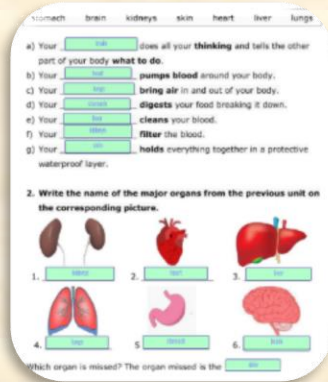 stomach brain kidneys skin heart liver lungs
a) Your does all your thinking and tells the other
part of your body what to do.
b) Your pumps blood around your body.
c) Your bring air in and out of your body.
d) Your digests your food breaking it down.
e) Your cleans your blood.
f) Your filter the blood.
g) Your holds everything together in a protective
waterproof layer.
2. Write the name of the major organs from the previous unit on
the corresponding picture.
1. 2. 3.
4. 5 6.
Which organ is missed? The organ missed is the